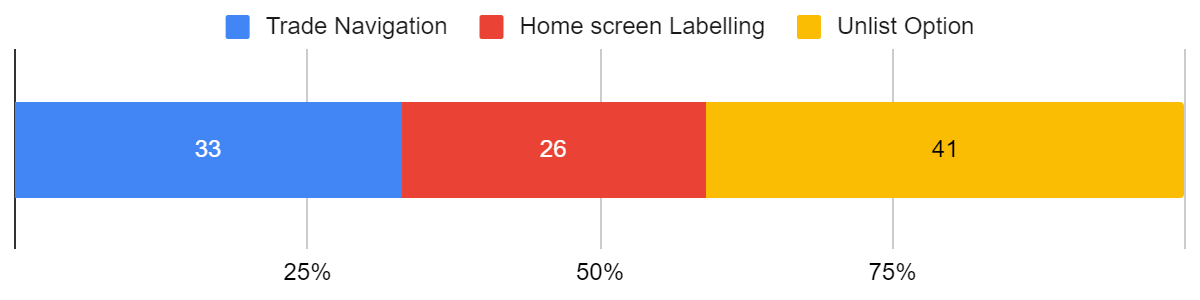 Trade Navigation Home screen Labelling Unlist Option
33 26 41
25% 50% 75%